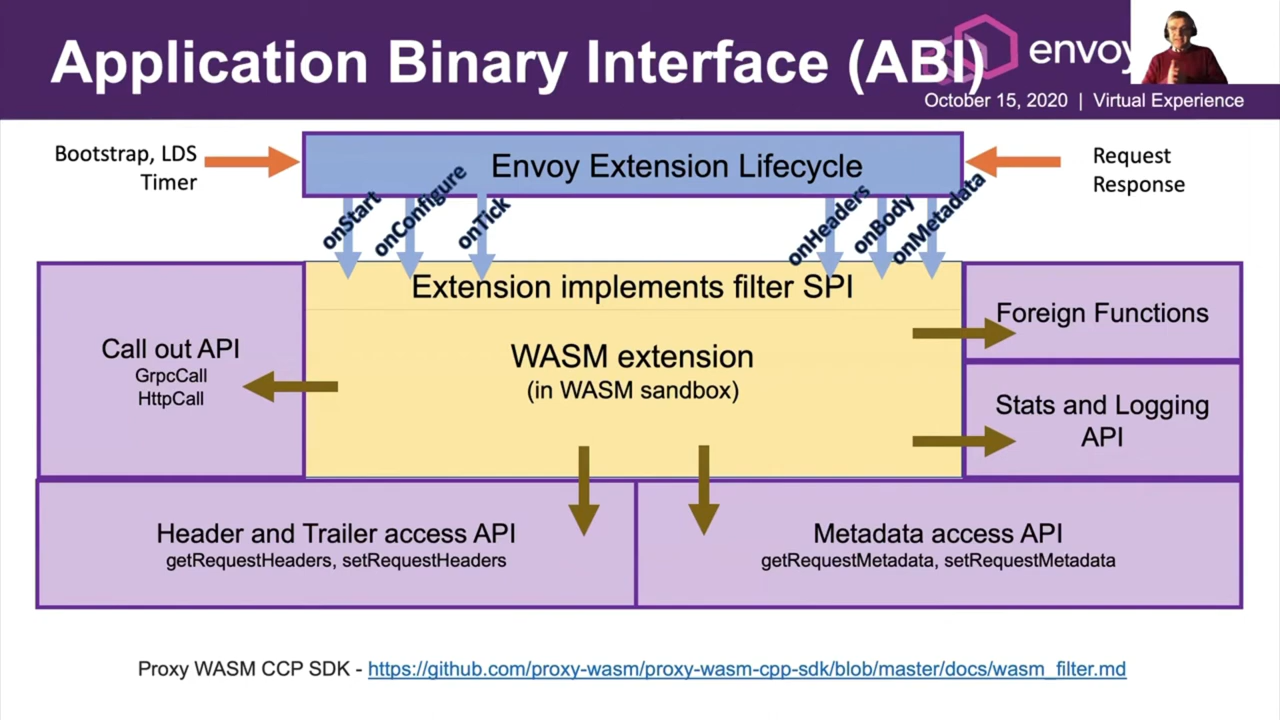 Application Binary Interface (ABI)
envoy
October 15, 2020 | Virtual Experience
Bootstrap, LDS
Timer
Envoy Extension Lifecycle
Request
Response
onStart
onConfigure
onTick
onHeaders
onBody
onMetadata
Extension implements filter SPI
WASM extension
(in WASM sandbox)
Call out API
GrpcCall
HttpCall
Foreign Functions
Stats and Logging
API
Header and Trailer access API
getRequestHeaders, setRequestHeaders
Metadata access API
getRequestMetadata, setRequestMetadata
Proxy WASM CCP SDK - https://github.com/proxy-wasm/proxy-wasm-cpp-sdk/blob/master/docs/wasm_filter.md